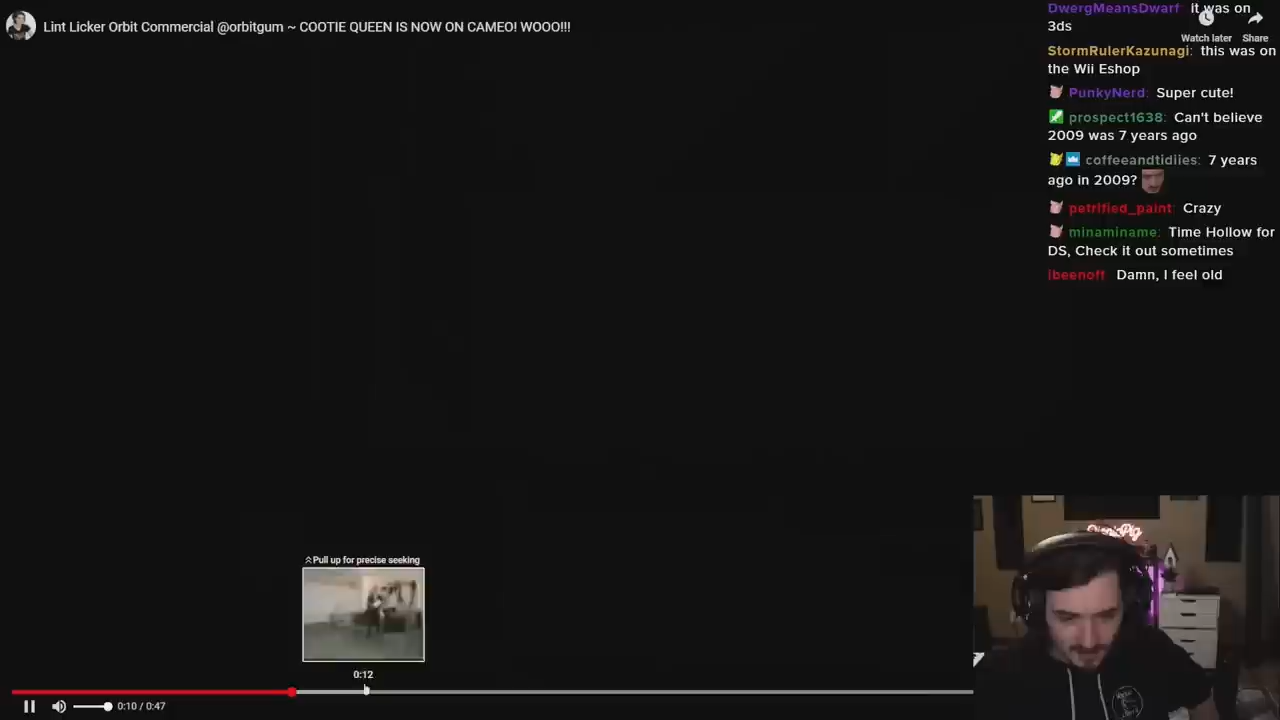 Lint Licker Orbit Commercial @orbitgum ~ COOTIE QUEEN IS NOW ON CAMEO! WOOO!!!
Watch later
Share
DwergMeansDwarf it was on
3ds
StormRulerKazunagi: this was on
the Wii Eshop
PunkyNerd: Super cute!
prospect1638: Can't believe
2009 was 7 years ago
coffeeandtidiies: 7 years
ago in 2009?
petrified_paint: Crazy
minaminame: Time Hollow for
DS, Check it out sometimes
ibeenoff Damn, I feel old
Pull up for precise seeking
0:12
0:10 / 0:47